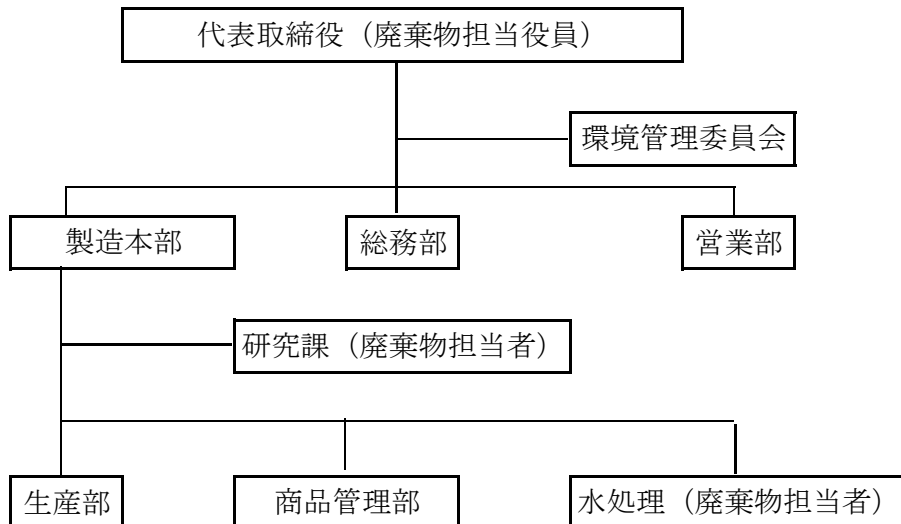 代表取締役（廃棄物担当役員）
環境管理委員会
製造本部
総務部
営業部
研究課（廃棄物担当者）
生産部
商品管理部
水処理（廃棄物担当者）